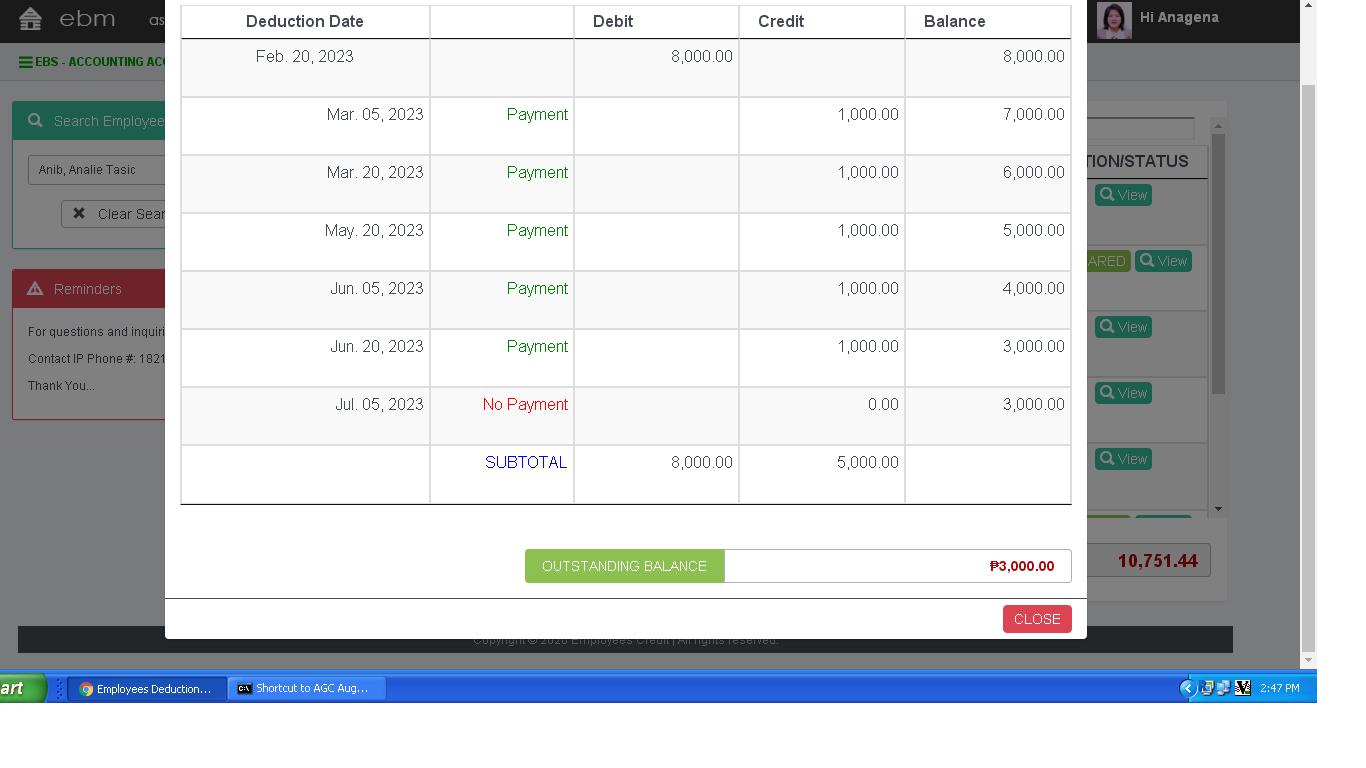 ebm as Hi Anagena
EBS - ACCOUNTING AC
Search Employee
Anib, Analie Tasic
Clear Sear
Reminders
For questions and inquiri
Contact IP Phone #: 1821
Thank You...
Deduction Date Debit Credit Balance
Feb. 20, 2023 8,000.00 8,000.00
Mar. 05, 2023 Payment 1,000.00 7,000.00
Mar. 20, 2023 Payment 1,000.00 6,000.00
May. 20, 2023 Payment 1,000.00 5,000.00
Jun. 05, 2023 Payment 1,000.00 4,000.00
Jun. 20, 2023 Payment 1,000.00 3,000.00
Jul. 05, 2023 No Payment 0.00 3,000.00
SUBTOTAL 8,000.00 5,000.00
OUTSTANDING BALANCE ₱3,000.00
CLOSE
TION/STATUS
View
ARED View
View
View
View
10,751.44
Copyright © 2020 Employees Credit | All rights reserved.
art Employees Deduction... Shortcut to AGC Aug... 2:47 PM